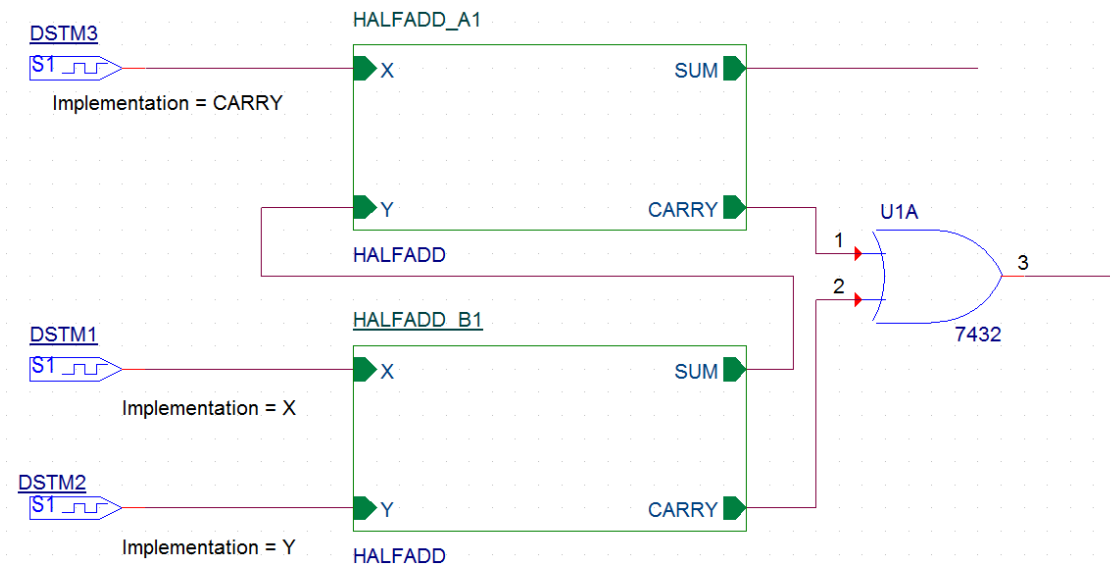 HALFADD_A1
DSTM3
S1
X
SUM
Implementation = CARRY
Y
CARRY
U1A
1
HALFADD
3
2
HALFADD_B1
DSTM1
7432
S1
X
SUM
Implementation = X
DSTM2
S1
Y
CARRY
Implementation = Y
HALFADD